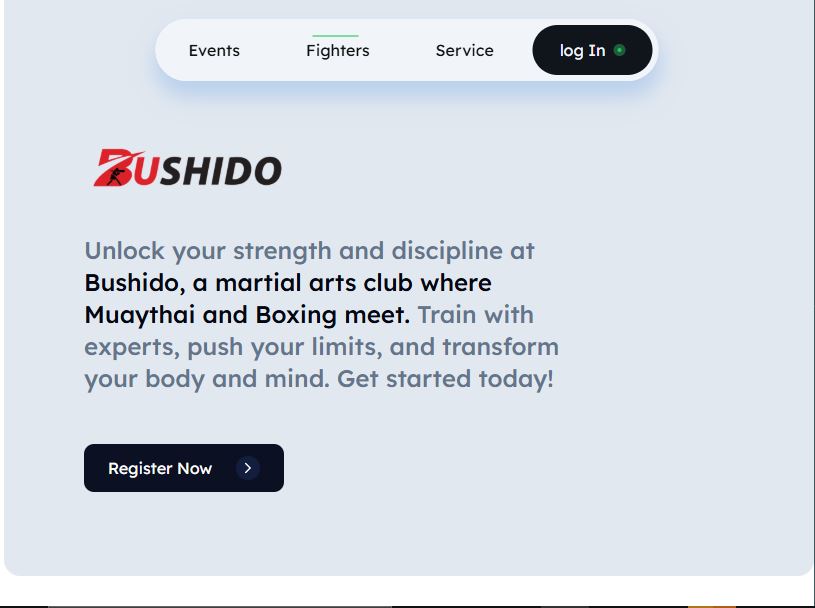 Events Fighters Service log In
BUSHIDO
Unlock your strength and discipline at
Bushido, a martial arts club where
Muaythai and Boxing meet. Train with
experts, push your limits, and transform
your body and mind. Get started today!
Register Now